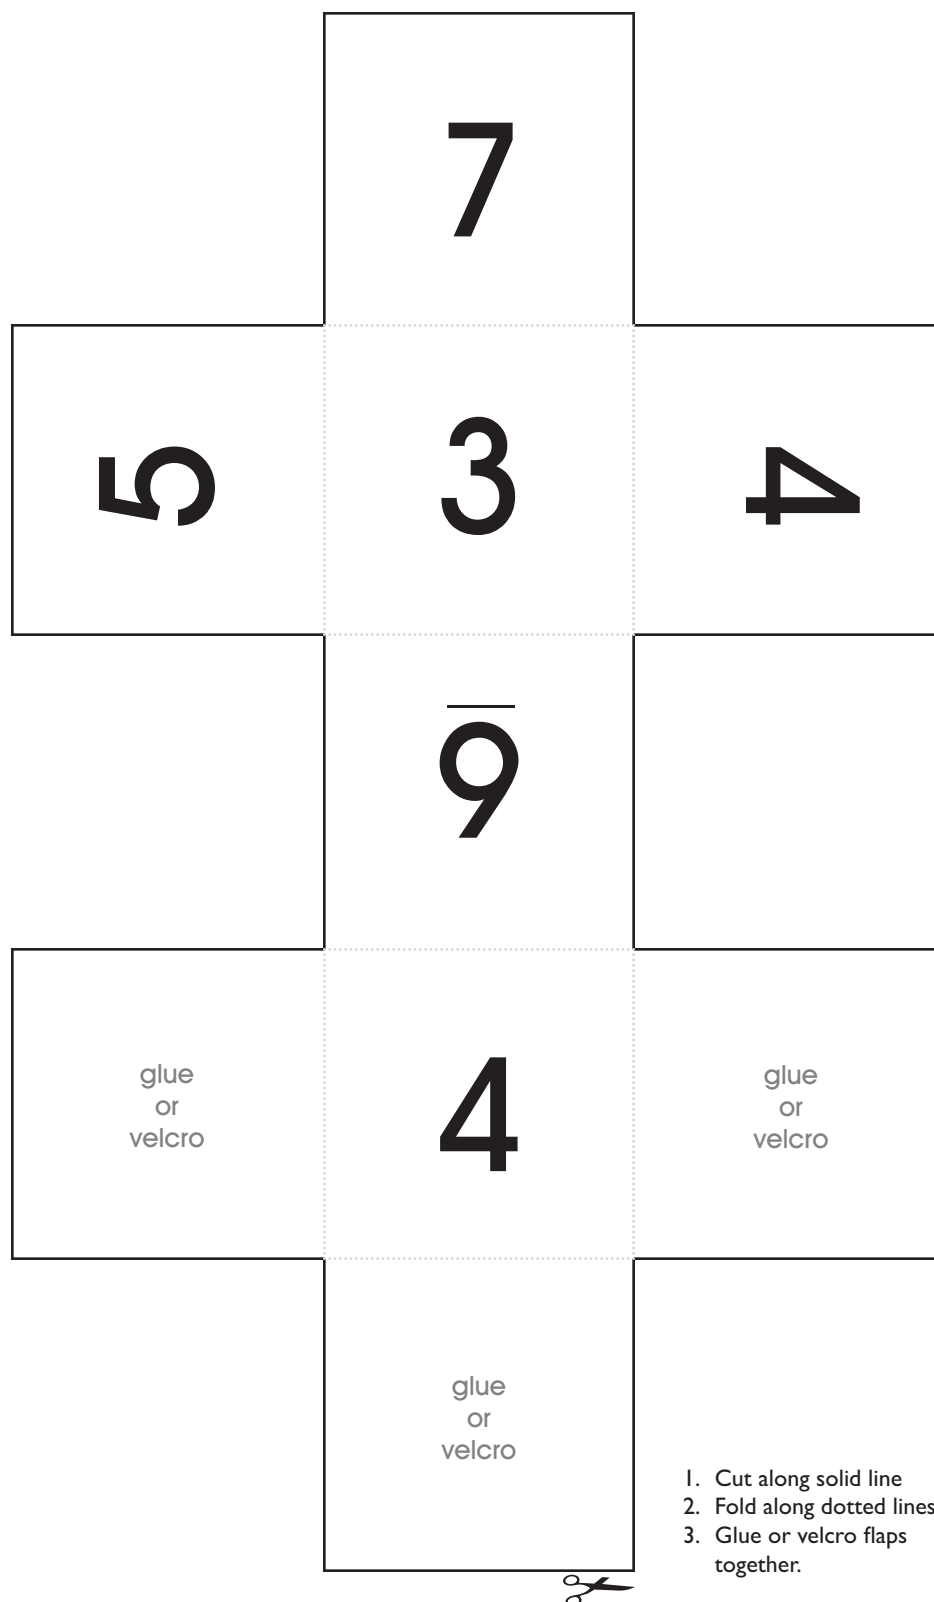 7
5 3 4
6
glue
or
velcro
4
glue
or
velcro
glue
or
velcro
1. Cut along solid line
2. Fold along dotted lines
3. Glue or velcro flaps
together.